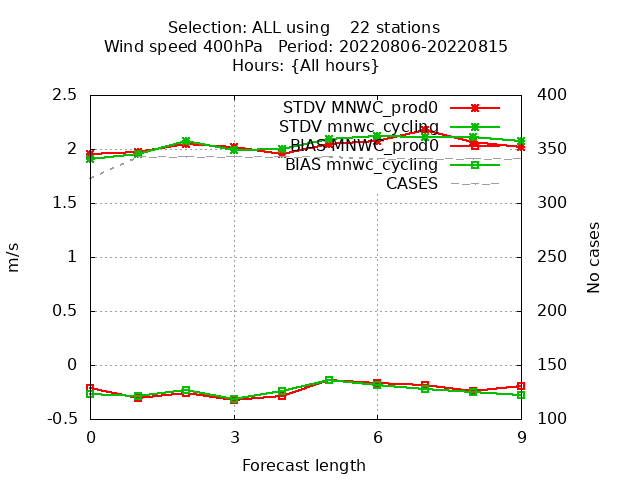 Selection: ALL using 22 stations
Wind speed 400hPa Period: 20220806-20220815
Hours: {All hours}
2.5 400
STDV MNWC_prod0
STDV mnwc_cycling
2 350
BIAS MNWC_prod0
BIAS mnwc_cycling
CASES
1.5 300
1 250
m/s
No cases
0.5 200
0 150
-0.5 100
0 3 6 9
Forecast length